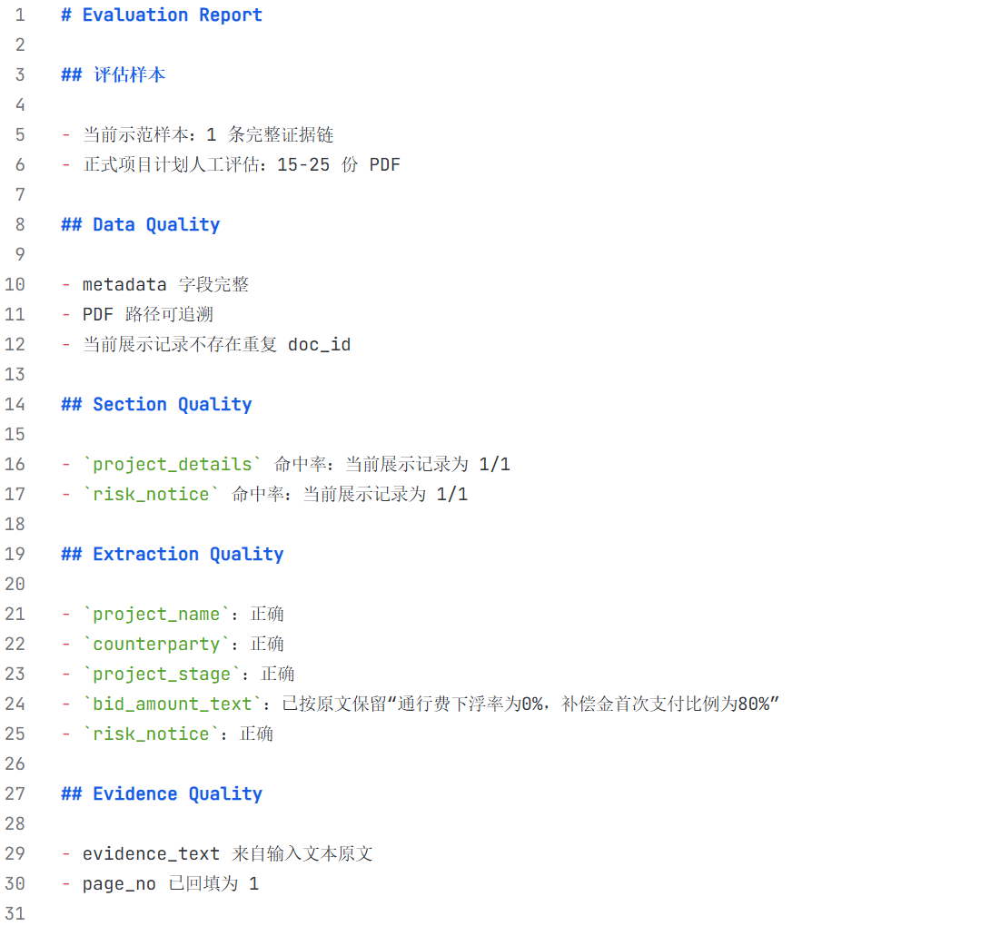 1 # Evaluation Report
2
3 ## 评估样本
4
5 - 当前示范样本：1 条完整证据链
6 - 正式项目计划人工评估：15-25 份 PDF
7
8 ## Data Quality
9
10 - metadata 字段完整
11 - PDF 路径可追溯
12 - 当前展示记录不存在重复 doc_id
13
14 ## Section Quality
15
16 - `project_details` 命中率：当前展示记录为 1/1
17 - `risk_notice` 命中率：当前展示记录为 1/1
18
19 ## Extraction Quality
20
21 - `project_name`：正确
22 - `counterparty`：正确
23 - `project_stage`：正确
24 - `bid_amount_text`：已按原文保留“通行费下浮率为0%，补偿金首次支付比例为80%”
25 - `risk_notice`：正确
26
27 ## Evidence Quality
28
29 - evidence_text 来自输入文本原文
30 - page_no 已回填为 1
31